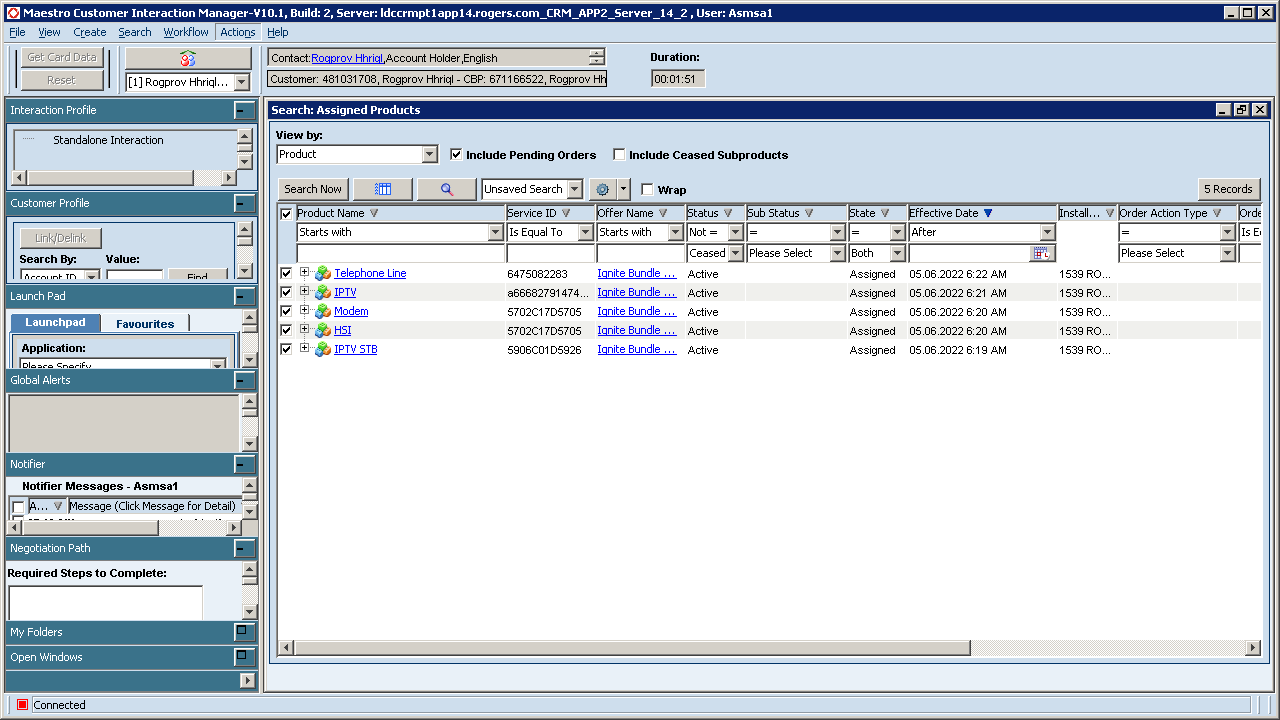 Maestro Customer Interaction Manager-V10.1, Build: 2, Server: ldccrmpt1app14.rogers.com_CRM_APP2_Server_14_2 , User: Asmsa1
File View Create Search Workflow Actions Help
Get Card Data
Reset
[1] Rogprov Hhriql...
Contact:Rogprov Hhriql,Account Holder,English
Customer: 481031708, Rogprov Hhriql - CBP: 671166522, Rogprov Hh
Duration:
00:01:51
Interaction Profile
Standalone Interaction
Customer Profile
Link/Delink
Search By: Value:
Account ID Find
Launch Pad
Launchpad Favourites
Application:
Please Specify
Global Alerts
Notifier
Notifier Messages - Asmsa1
A... Message (Click Message for Detail)
Negotiation Path
Required Steps to Complete:
My Folders
Open Windows
Search: Assigned Products
View by:
Product Include Pending Orders Include Ceased Subproducts
Search Now Unsaved Search Wrap 5 Records
Product Name Service ID Offer Name Status Sub Status State Effective Date Install... Order Action Type Orde
Starts with Is Equal To Starts with Not = = = After = Is E
Ceased Please Select Both Please Select
Telephone Line 6475082283 Ignite Bundle ... Active Assigned 05.06.2022 6:22 AM 1539 RO...
IPTV a66682791474... Ignite Bundle ... Active Assigned 05.06.2022 6:21 AM 1539 RO...
Modem 5702C17D5705 Ignite Bundle ... Active Assigned 05.06.2022 6:20 AM 1539 RO...
HSI 5702C17D5705 Ignite Bundle ... Active Assigned 05.06.2022 6:20 AM 1539 RO...
IPTV STB 5906C01D5926 Ignite Bundle ... Active Assigned 05.06.2022 6:19 AM 1539 RO...
Connected